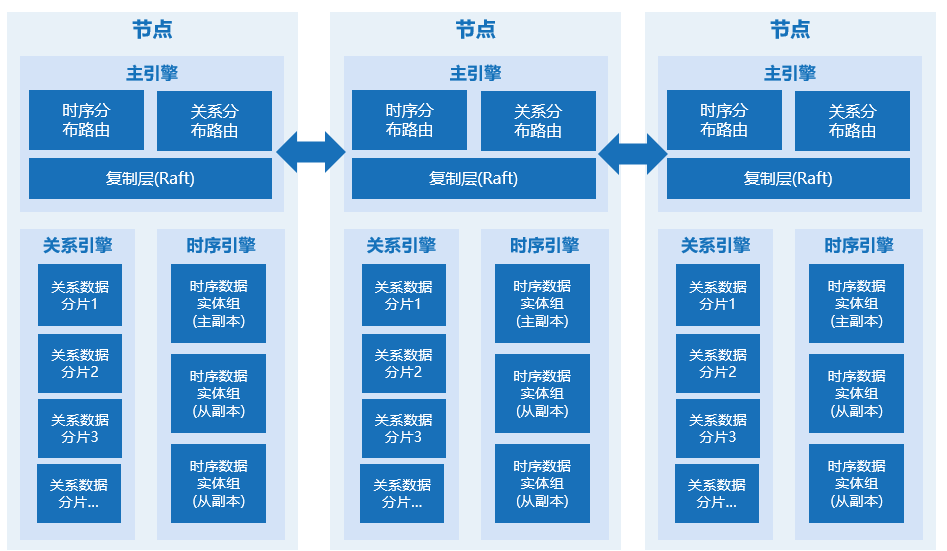 节点
主引擎
时序分
布路由
关系分
布路由
复制层(Raft)
关系引擎
关系数据
分片1
关系数据
分片2
关系数据
分片3
关系数据
分片...
时序引擎
时序数据
实体组
(主副本)
时序数据
实体组
(从副本)
时序数据
实体组
(从副本)
节点
主引擎
时序分
布路由
关系分
布路由
复制层(Raft)
关系引擎
关系数据
分片1
关系数据
分片2
关系数据
分片3
关系数据
分片...
时序引擎
时序数据
实体组
(主副本)
时序数据
实体组
(从副本)
时序数据
实体组
(从副本)
节点
主引擎
时序分
布路由
关系分
布路由
复制层(Raft)
关系引擎
关系数据
分片1
关系数据
分片2
关系数据
分片3
关系数据
分片...
时序引擎
时序数据
实体组
(主副本)
时序数据
实体组
(从副本)
时序数据
实体组
(从副本)